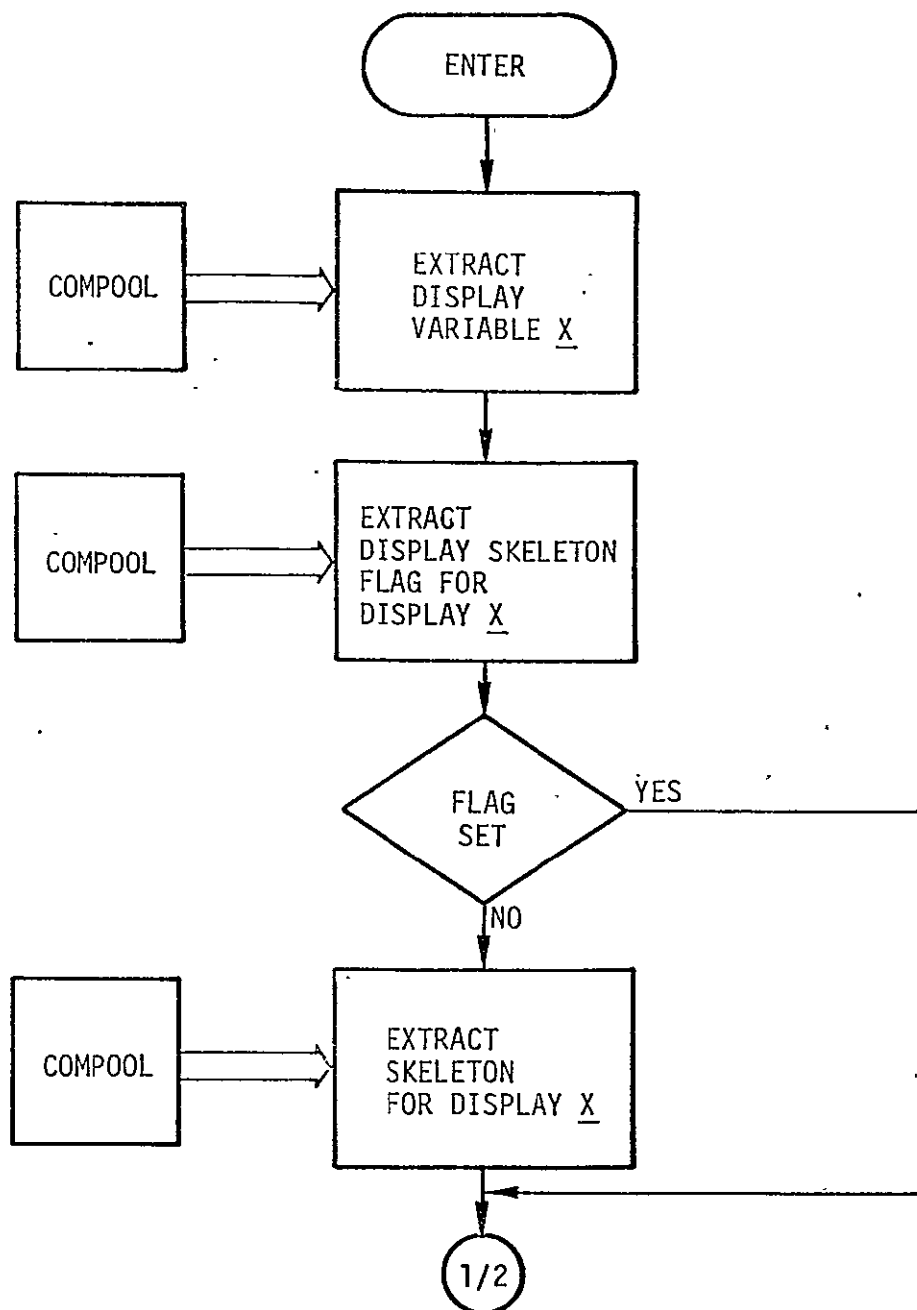 ENTER
COMPOOL
EXTRACT
DISPLAY
VARIABLE X
COMPOOL
EXTRACT
DISPLAY SKELETON
FLAG FOR
DISPLAY X
FLAG
SET
YES
NO
COMPOOL
EXTRACT
SKELETON
FOR DISPLAY X
1/2